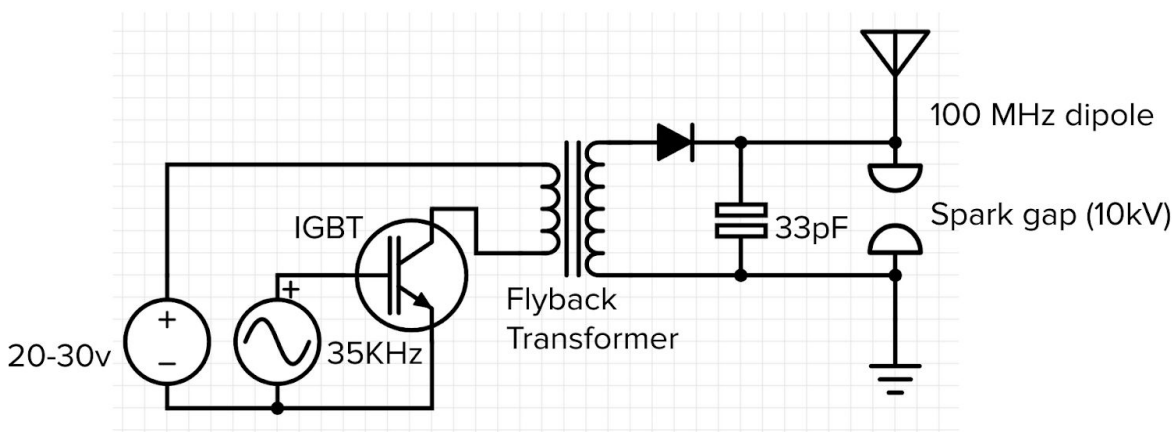 100 MHz dipole
IGBT
Spark gap (10kV)
33pF
+
+
–
20-30v
35KHz
Flyback
Transformer